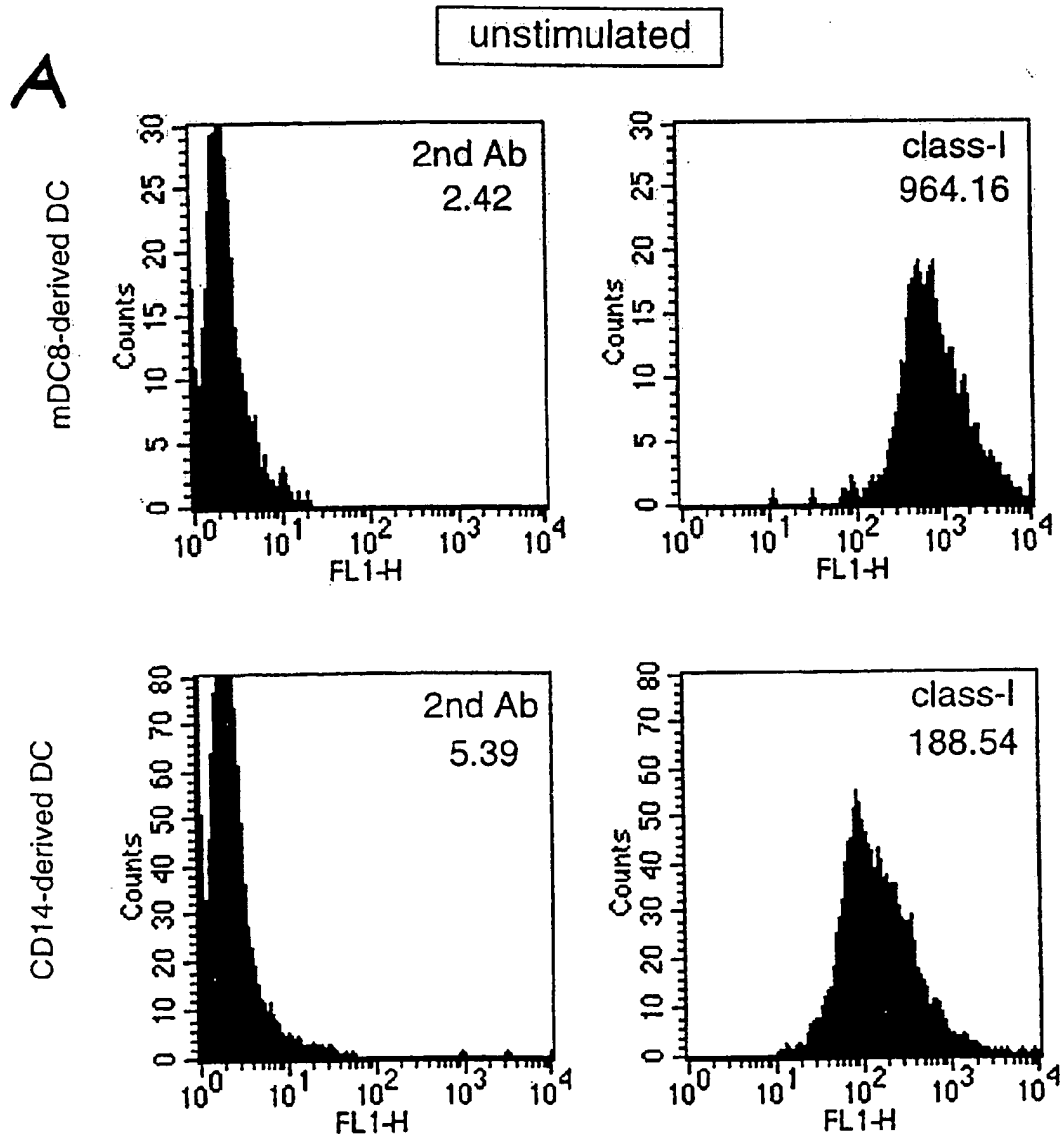 unstimulated
A
mDC8-derived DC
2nd Ab
2.42
Counts
30
25
20
15
10
5
0
10^0 10^1 10^2 10^3 10^4
FL1-H
class-I
964.16
Counts
30
25
20
15
10
5
0
10^0 10^1 10^2 10^3 10^4
FL1-H
CD14-derived DC
2nd Ab
5.39
Counts
80
70
60
50
40
30
20
10
0
10^0 10^1 10^2 10^3 10^4
FL1-H
class-I
188.54
Counts
80
70
60
50
40
30
20
10
0
10^0 10^1 10^2 10^3 10^4
FL1-H